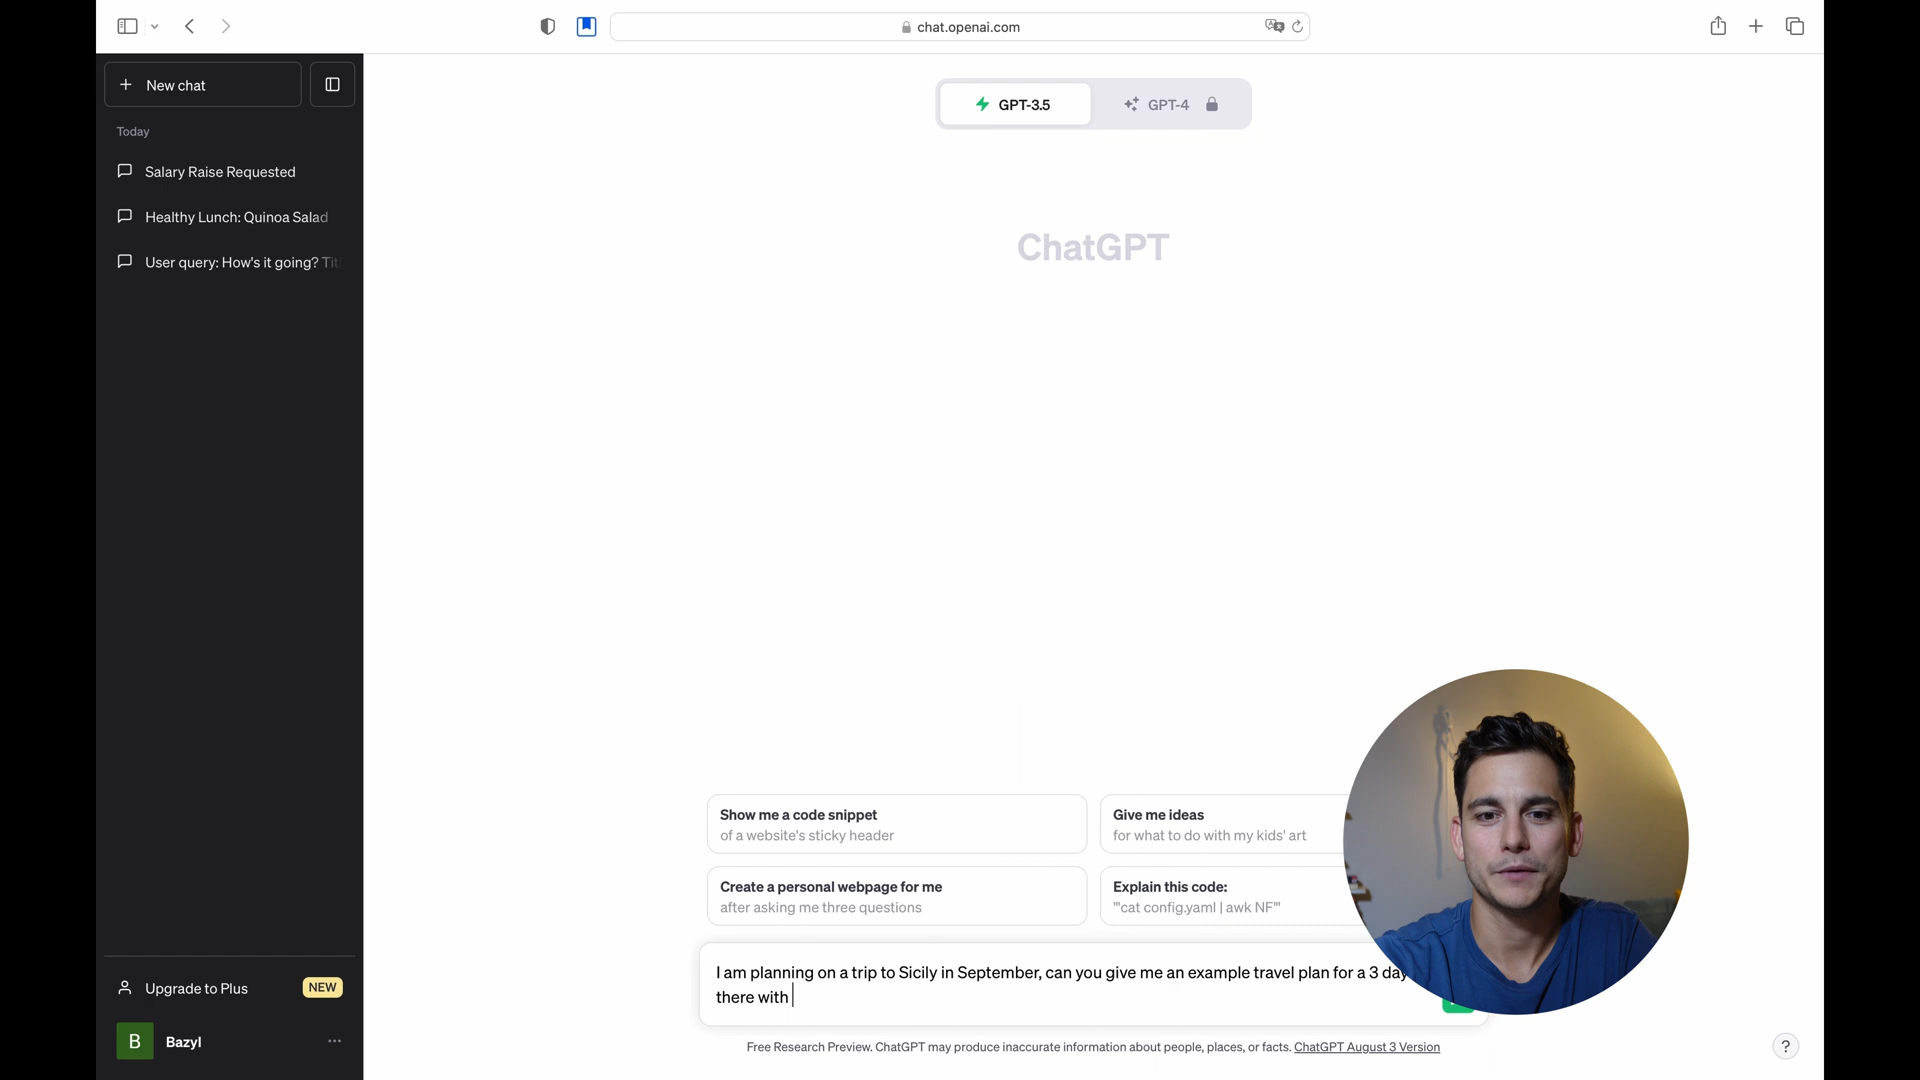 chat.openai.com
New chat
Today
Salary Raise Requested
Healthy Lunch: Quinoa Salad
User query: How's it going? Tit
Upgrade to Plus NEW
B Bazyl
GPT-3.5 GPT-4
ChatGPT
Show me a code snippet
of a website's sticky header
Give me ideas
for what to do with my kids' art
Create a personal webpage for me
after asking me three questions
Explain this code:
"'cat config.yaml | awk NF'"
I am planning on a trip to Sicily in September, can you give me an example travel plan for a 3 day
there with
Free Research Preview. ChatGPT may produce inaccurate information about people, places, or facts. ChatGPT August 3 Version
?